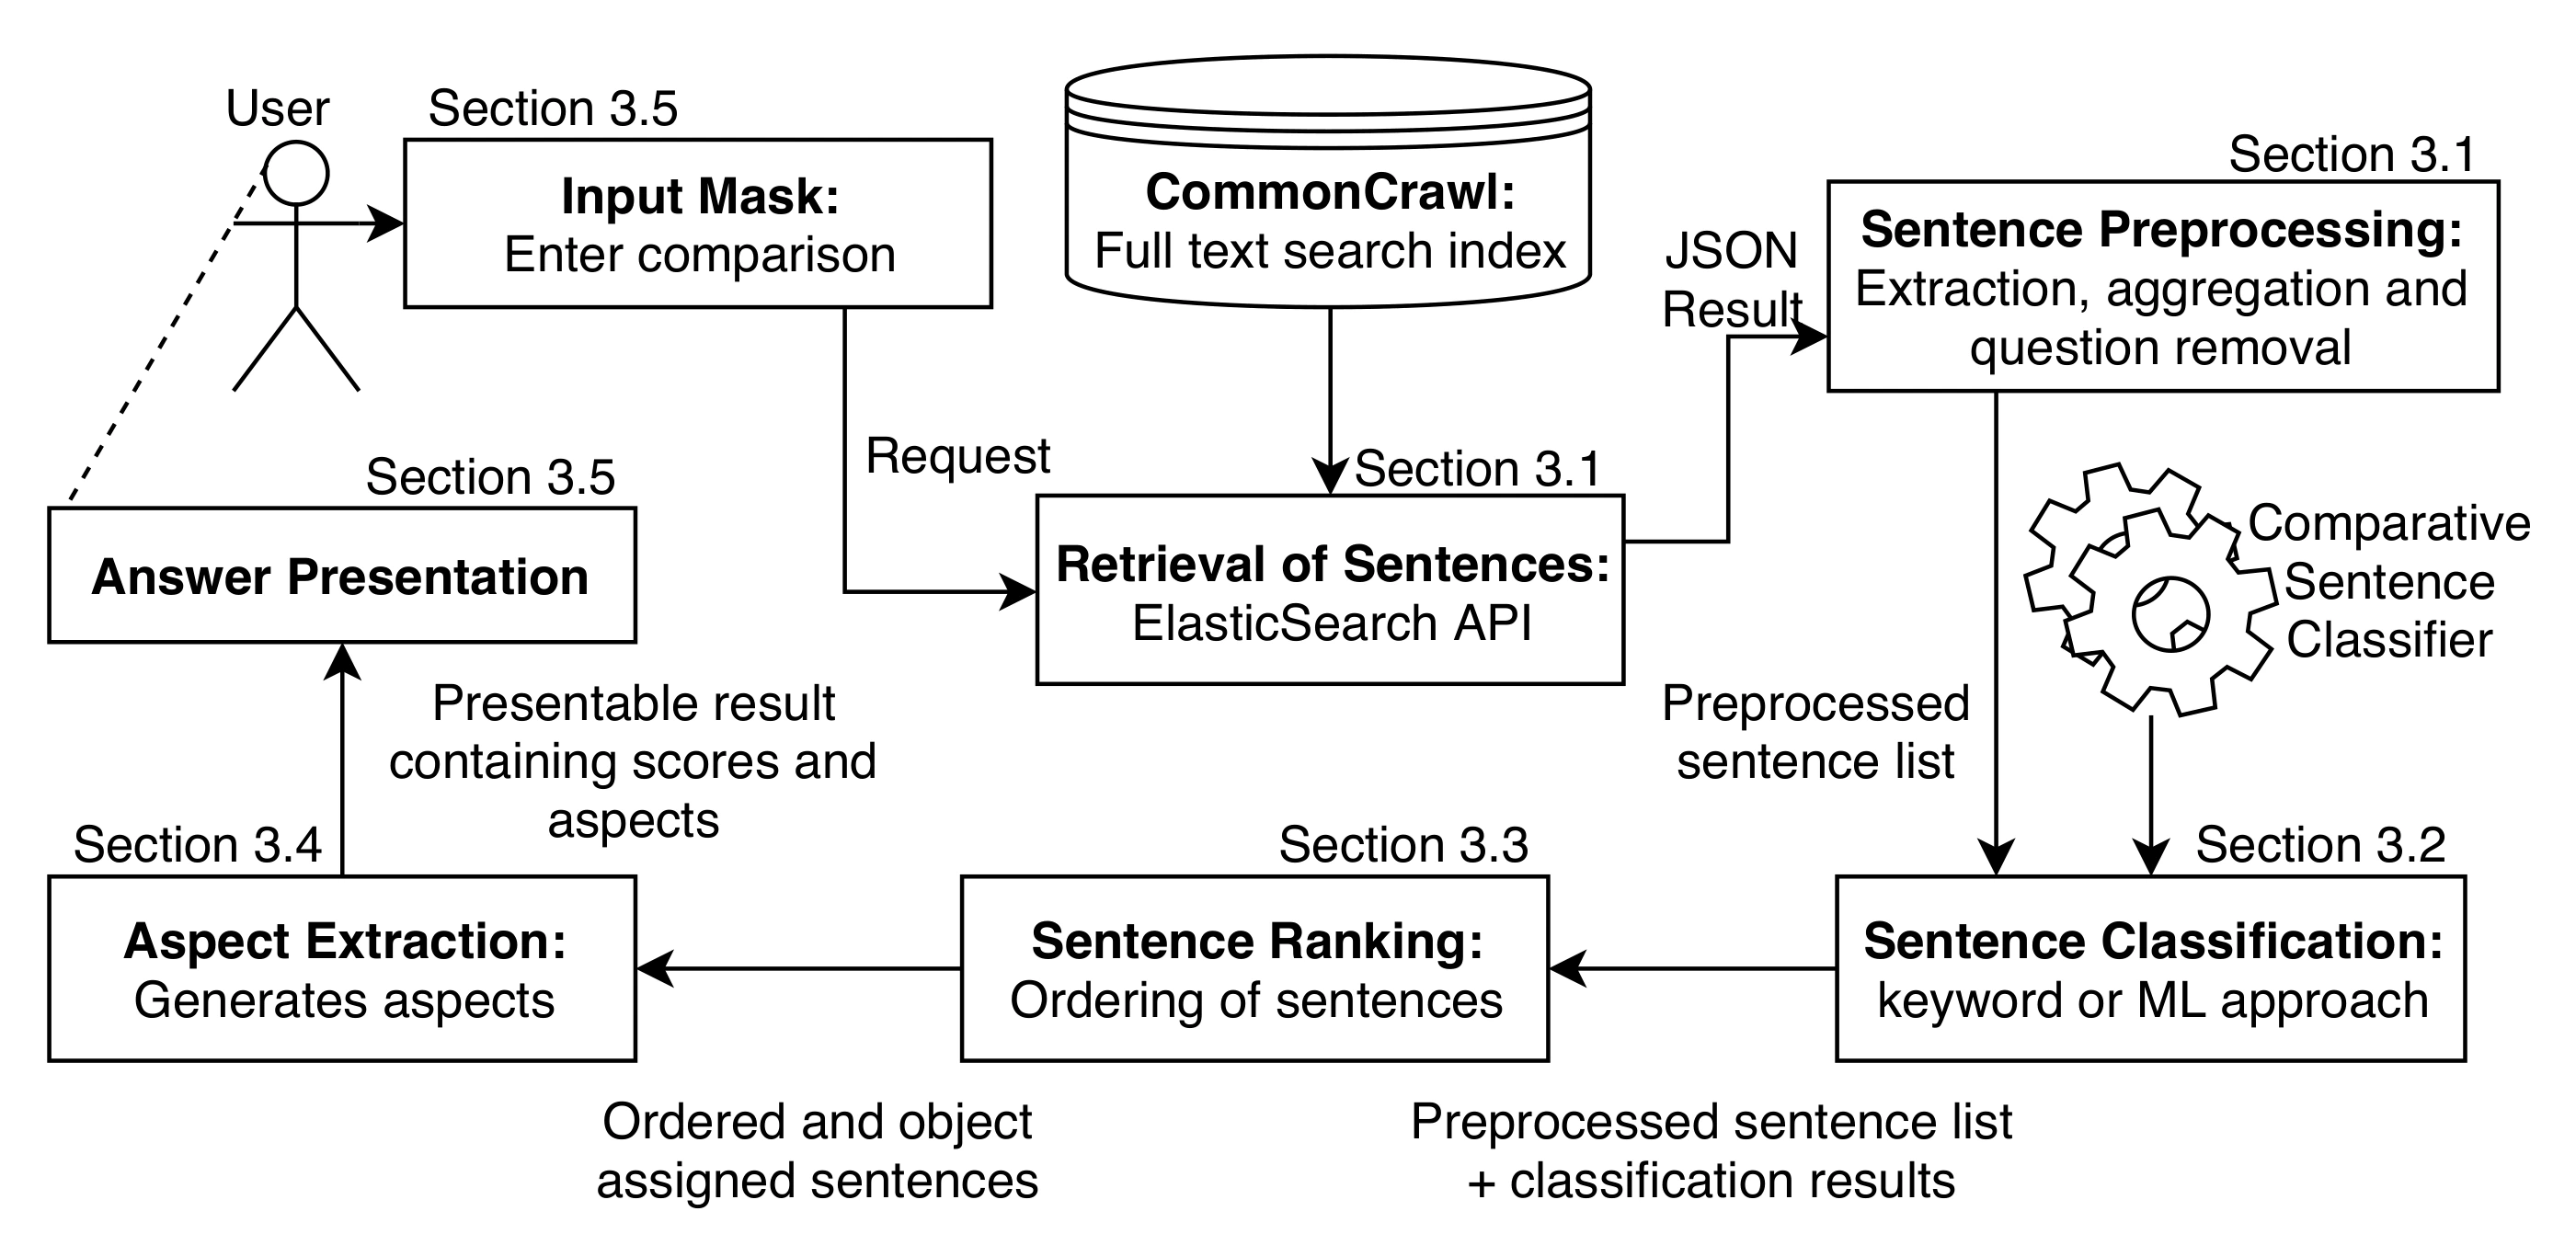 User
Section 3.5
Input Mask:
Enter comparison
CommonCrawl:
Full text search index
Section 3.1
Sentence Preprocessing:
Extraction, aggregation and
question removal
JSON
Result
Request
Section 3.1
Retrieval of Sentences:
ElasticSearch API
Section 3.5
Answer Presentation
Comparative
Sentence
Classifier
Preprocessed
sentence list
Presentable result
containing scores and
aspects
Section 3.4
Aspect Extraction:
Generates aspects
Section 3.3
Sentence Ranking:
Ordering of sentences
Section 3.2
Sentence Classification:
keyword or ML approach
Ordered and object
assigned sentences
Preprocessed sentence list
+ classification results